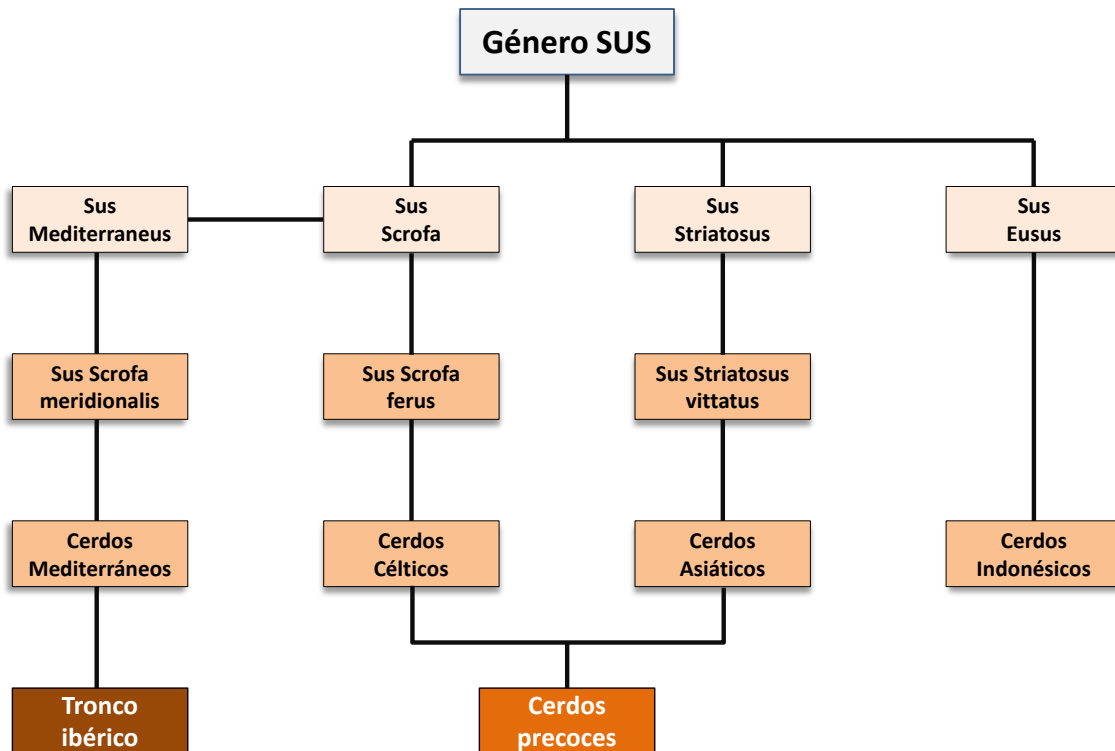 Género SUS
Sus
Mediterraneus
Sus
Scrofa
Sus
Striatosus
Sus
Eusus
Sus Scrofa
meridionalis
Sus Scrofa
ferus
Sus Striatosus
vittatus
Cerdos
Mediterráneos
Cerdos
Célticos
Cerdos
Asiáticos
Cerdos
Indonésicos
Tronco
ibérico
Cerdos
precoces